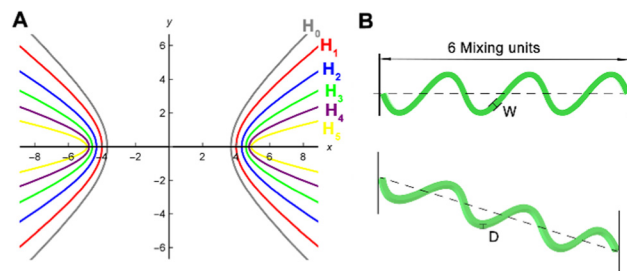 A
B
y
H₀
H₁
H₂
H₃
H₄
H₅
x
6
4
2
-2
-4
-6
-8 -6 -4 -2 0 2 4 6 8
6 Mixing units
W
D